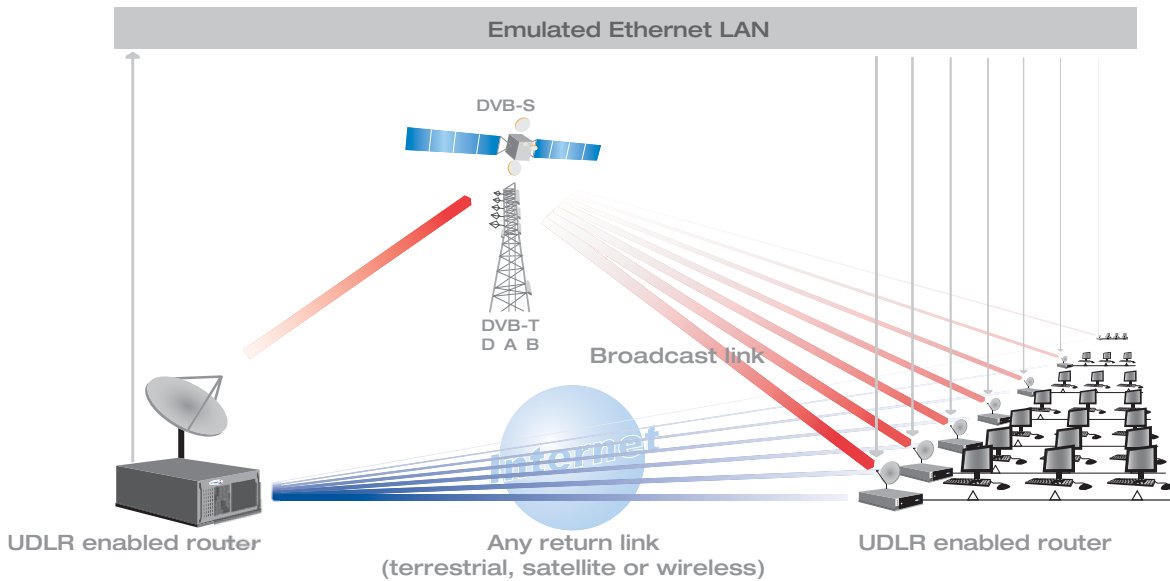 Emulated Ethernet LAN
DVB-S
DVB-T
D A B
Broadcast link
Internet
UDLR enabled router
Any return link
(terrestrial, satellite or wireless)
UDLR enabled router